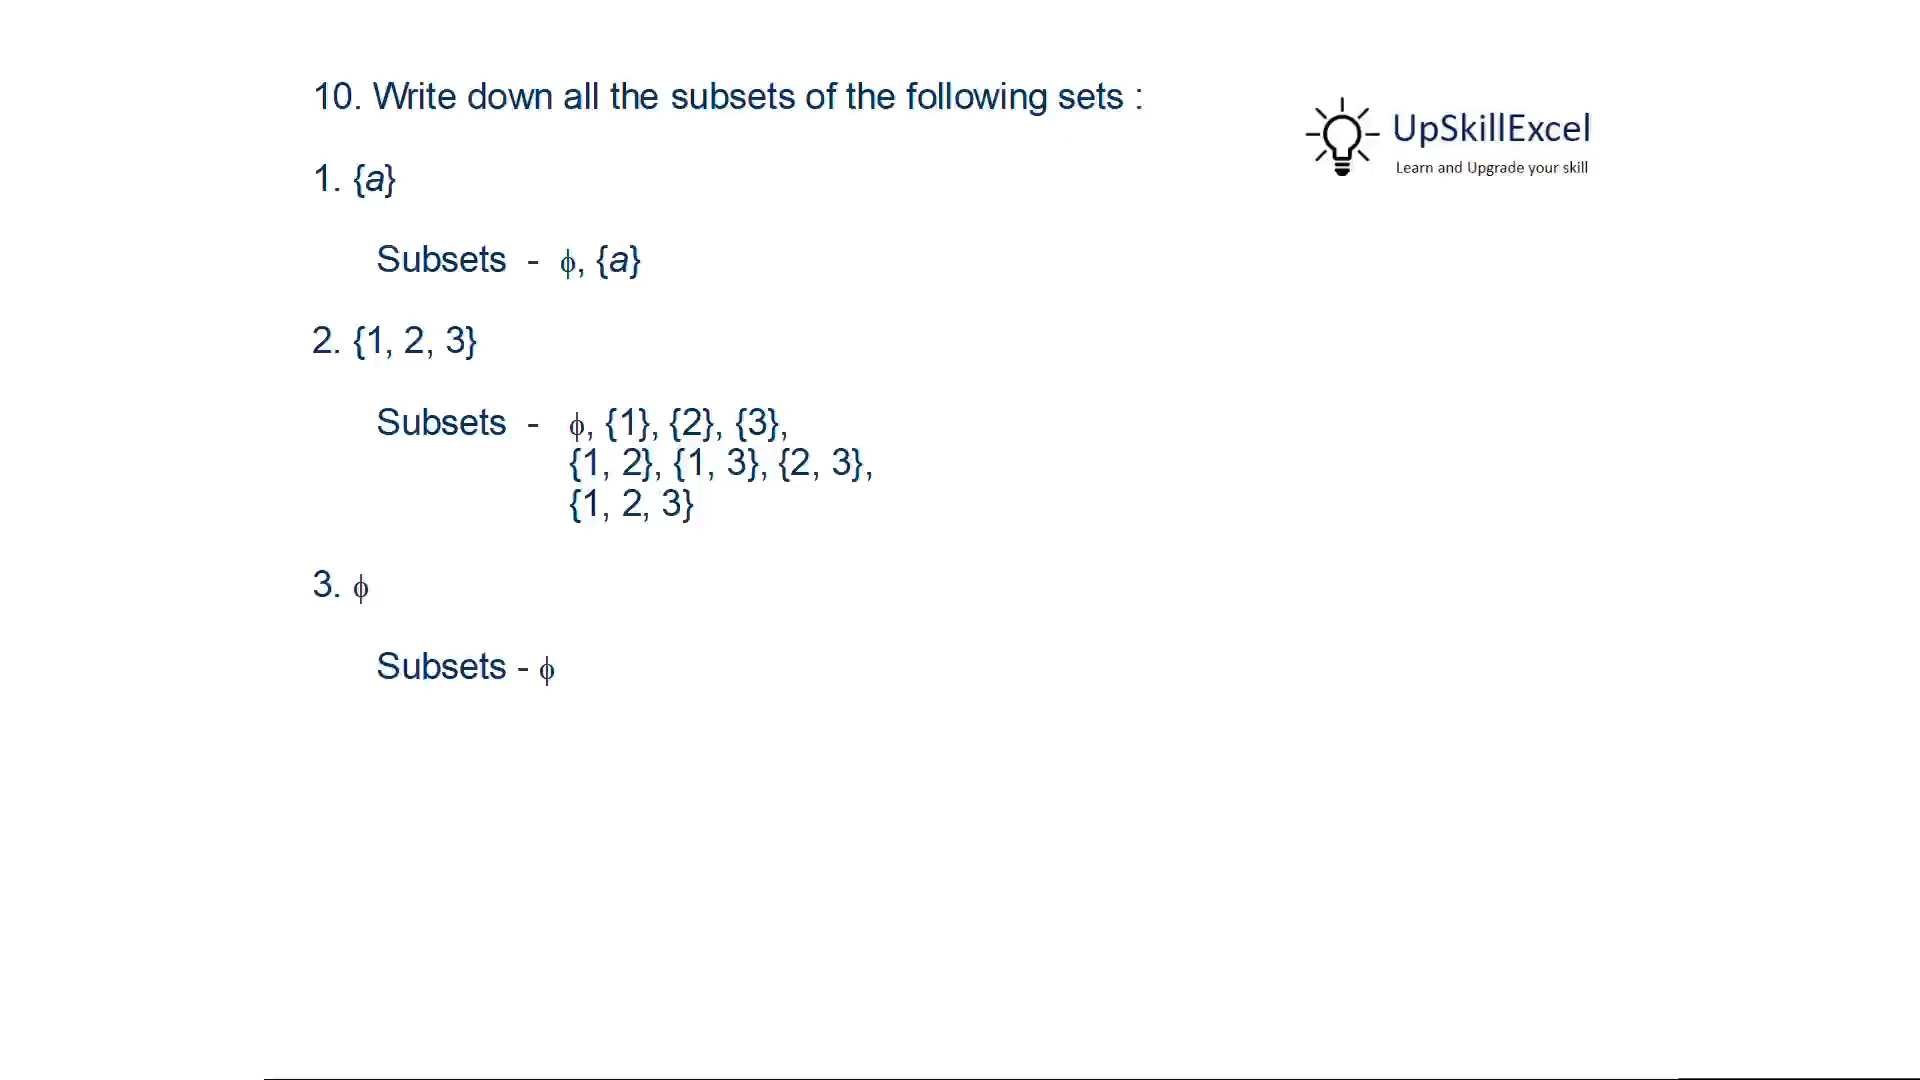 10. Write down all the subsets of the following sets :
UpSkillExcel
Learn and Upgrade your skill
1. {a}
Subsets - ϕ, {a}
2. {1, 2, 3}
Subsets - ϕ, {1}, {2}, {3},
{1, 2}, {1, 3}, {2, 3},
{1, 2, 3}
3. ϕ
Subsets - ϕ